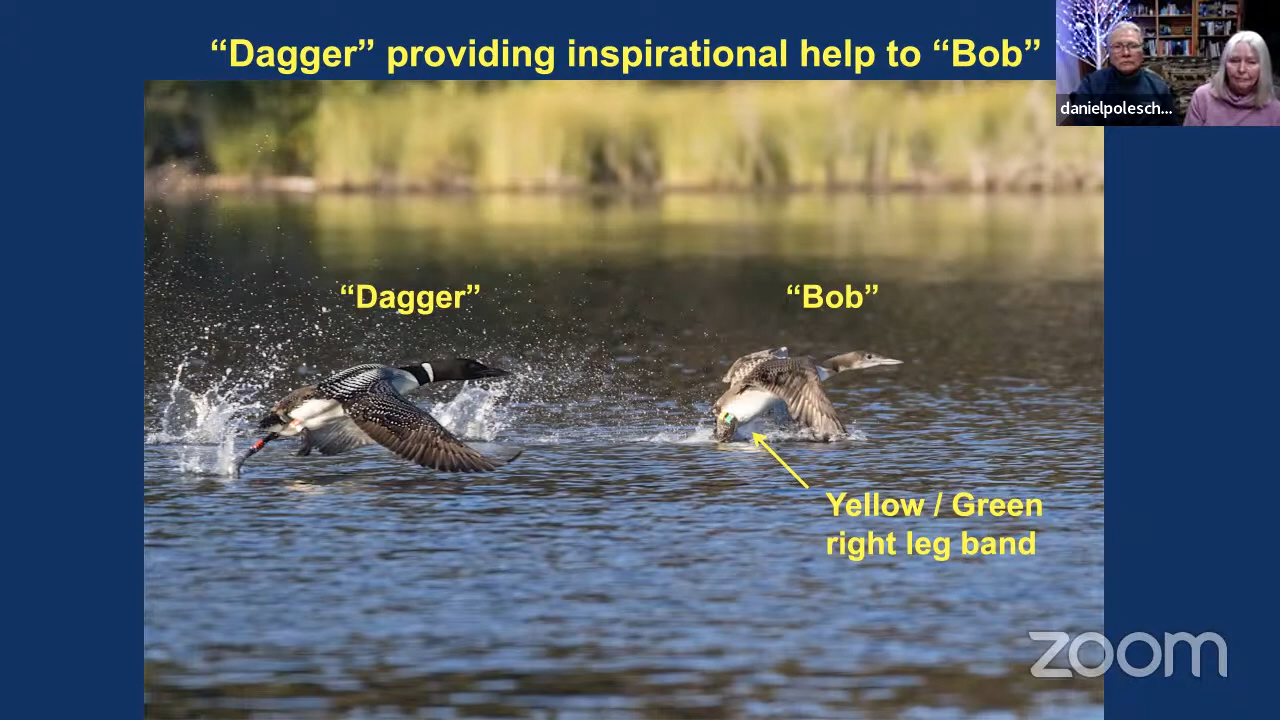 “Dagger” providing inspirational help to “Bob”
danielpolesch...
“Dagger”
“Bob”
Yellow / Green
right leg band
zoom